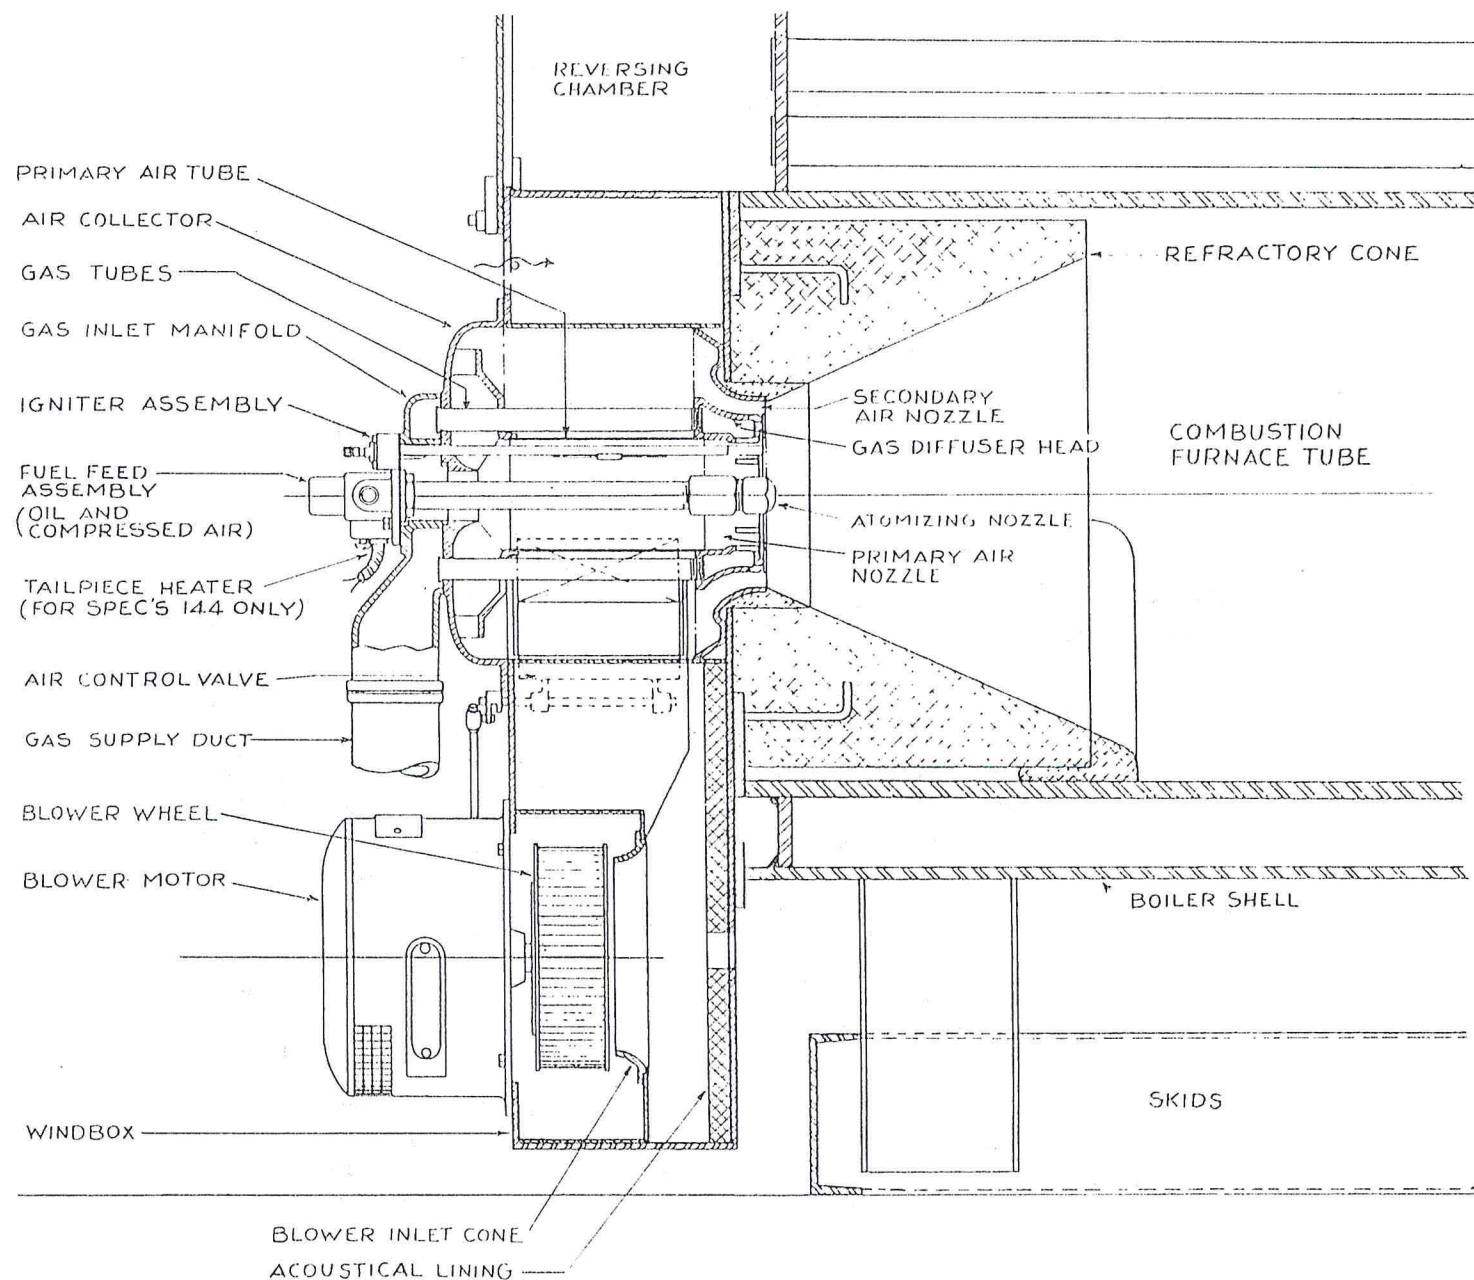 REVERSING
CHAMBER
PRIMARY AIR TUBE
AIR COLLECTOR
GAS TUBES
GAS INLET MANIFOLD
IGNITER ASSEMBLY
FUEL FEED
ASSEMBLY
(OIL AND
COMPRESSED AIR)
TAILPIECE HEATER
(FOR SPEC'S 144 ONLY)
AIR CONTROL VALVE
GAS SUPPLY DUCT
BLOWER WHEEL
BLOWER MOTOR
WINDBOX
BLOWER INLET CONE
ACOUSTICAL LINING
REFRACTORY CONE
SECONDARY
AIR NOZZLE
GAS DIFFUSER HEAD
COMBUSTION
FURNACE TUBE
ATOMIZING NOZZLE
PRIMARY AIR
NOZZLE
BOILER SHELL
SKIDS